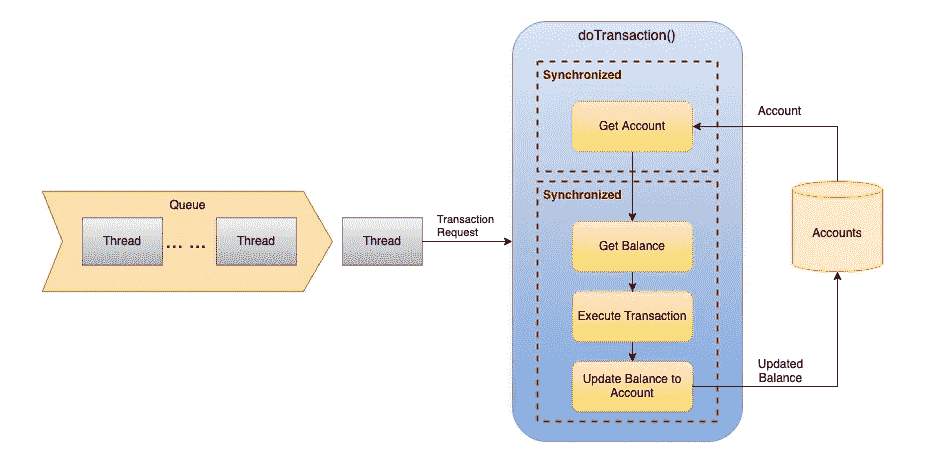 doTransaction()
Synchronized
Get Account
Account
Synchronized
Queue
Thread
... ...
Thread
Thread
Transaction
Request
Get Balance
Accounts
Execute Transaction
Update Balance to
Account
Updated
Balance